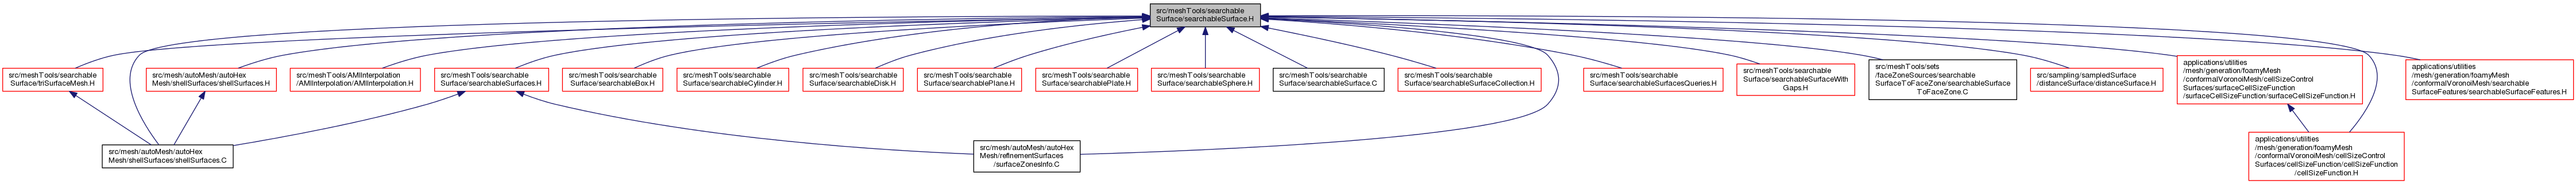 src/meshTools/searchable
Surface/searchableSurface.H
src/meshTools/searchable
Surface/triSurfaceMesh.H
src/mesh/autoMesh/autoHex
Mesh/shellSurfaces/shellSurfaces.H
src/meshTools/AMIInterpolation
/AMIInterpolation/AMIInterpolation.H
src/meshTools/searchable
Surface/searchableSurfaces.H
src/meshTools/searchable
Surface/searchableBox.H
src/meshTools/searchable
Surface/searchableCylinder.H
src/meshTools/searchable
Surface/searchableDisk.H
src/meshTools/searchable
Surface/searchablePlane.H
src/meshTools/searchable
Surface/searchablePlate.H
src/meshTools/searchable
Surface/searchableSphere.H
src/meshTools/searchable
Surface/searchableSurface.C
src/meshTools/searchable
Surface/searchableSurfaceCollection.H
src/meshTools/searchable
Surface/searchableSurfacesQueries.H
src/meshTools/searchable
Surface/searchableSurfaceWith
Gaps.H
src/meshTools/sets
/faceZoneSources/searchable
SurfaceToFaceZone/searchableSurface
ToFaceZone.C
src/sampling/sampledSurface
/distanceSurface/distanceSurface.H
applications/utilities
/mesh/generation/foamyMesh
/conformalVoronoiMesh/cellSizeControl
Surfaces/surfaceCellSizeFunction
/surfaceCellSizeFunction/surfaceCellSizeFunction.H
applications/utilities
/mesh/generation/foamyMesh
/conformalVoronoiMesh/searchable
SurfaceFeatures/searchableSurfaceFeatures.H
src/mesh/autoMesh/autoHex
Mesh/shellSurfaces/shellSurfaces.C
src/mesh/autoMesh/autoHex
Mesh/refinementSurfaces
/surfaceZonesInfo.C
applications/utilities
/mesh/generation/foamyMesh
/conformalVoronoiMesh/cellSizeControl
Surfaces/cellSizeFunction/cellSizeFunction
/cellSizeFunction.H